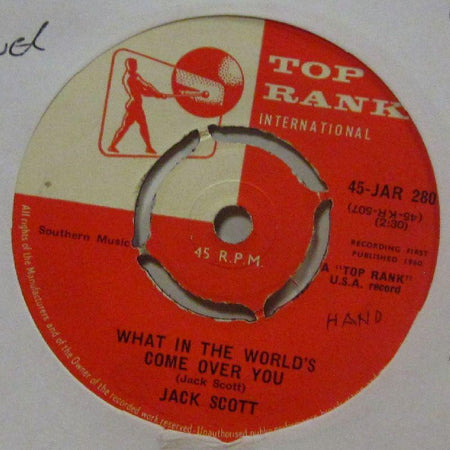 TOP
RANK
INTERNATIONAL
45-JAR 280
(45-KR-507)
(2:30)
RECORDING FIRST
PUBLISHED 1960
A "TOP RANK"
U.S.A. record
Southern Music
45 R.P.M.
HAND
WHAT IN THE WORLD'S
COME OVER YOU
(Jack Scott)
JACK SCOTT
All rights of the Manufacturers and of the Owner of the recorded work reserved. Unauthorised public